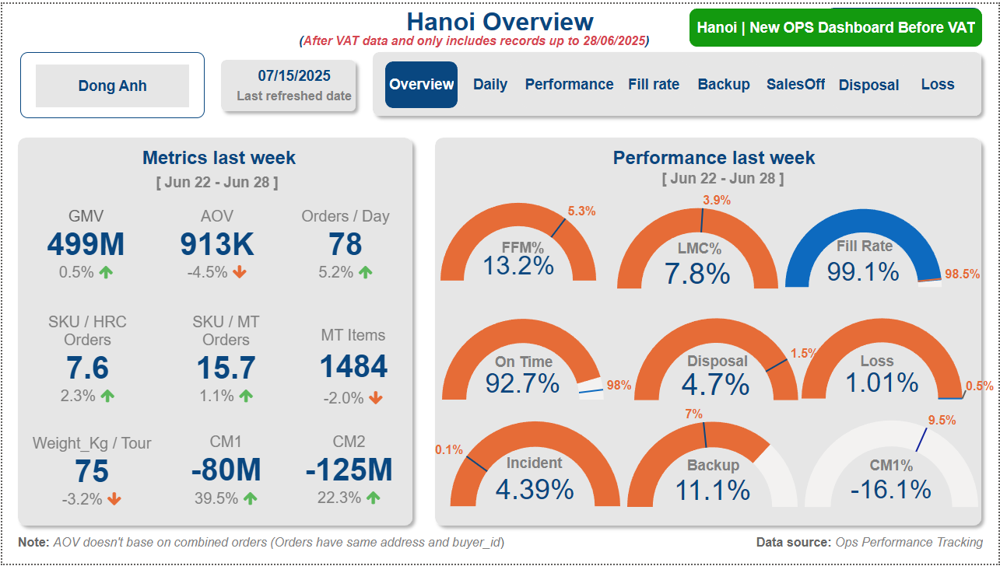 Hanoi Overview
(After VAT data and only includes records up to 28/06/2025)
Hanoi | New OPS Dashboard Before VAT
Dong Anh
07/15/2025
Last refreshed date
Overview Daily Performance Fill rate Backup SalesOff Disposal Loss
Metrics last week
[ Jun 22 - Jun 28 ]
GMV
499M
0.5%
AOV
913K
-4.5%
Orders / Day
78
5.2%
SKU / HRC
Orders
7.6
2.3%
SKU / MT
Orders
15.7
1.1%
MT Items
1484
-2.0%
Weight_Kg / Tour
75
-3.2%
CM1
-80M
39.5%
CM2
-125M
22.3%
Performance last week
[ Jun 22 - Jun 28 ]
5.3%
FFM%
13.2%
3.9%
LMC%
7.8%
Fill Rate
99.1%
98.5%
On Time
92.7%
98%
Disposal
4.7%
1.5%
Loss
1.01%
0.5%
0.1%
Incident
4.39%
7%
Backup
11.1%
9.5%
CM1%
-16.1%
Note: AOV doesn't base on combined orders (Orders have same address and buyer_id)
Data source: Ops Performance Tracking